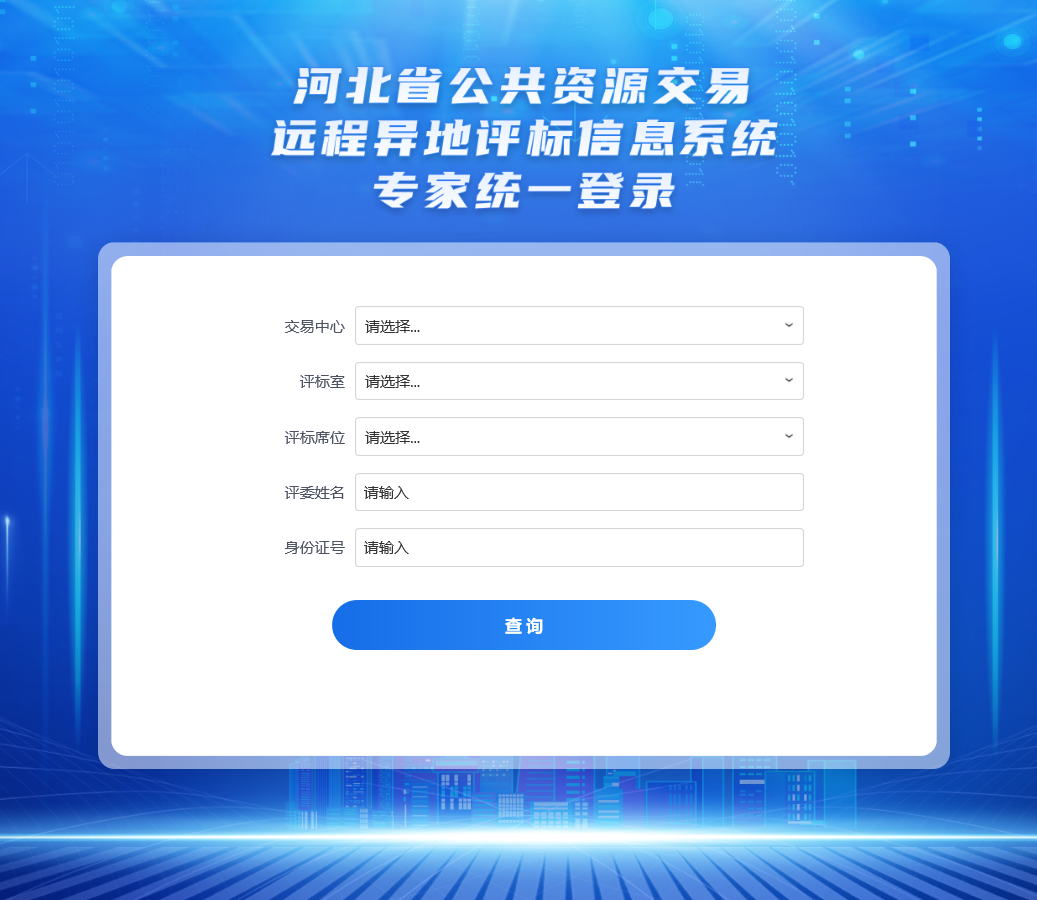 河北省公共资源交易
远程异地评标信息系统
专家统一登录
交易中心 请选择...
评标室 请选择...
评标席位 请选择...
评委姓名 请输入
身份证号 请输入
查询